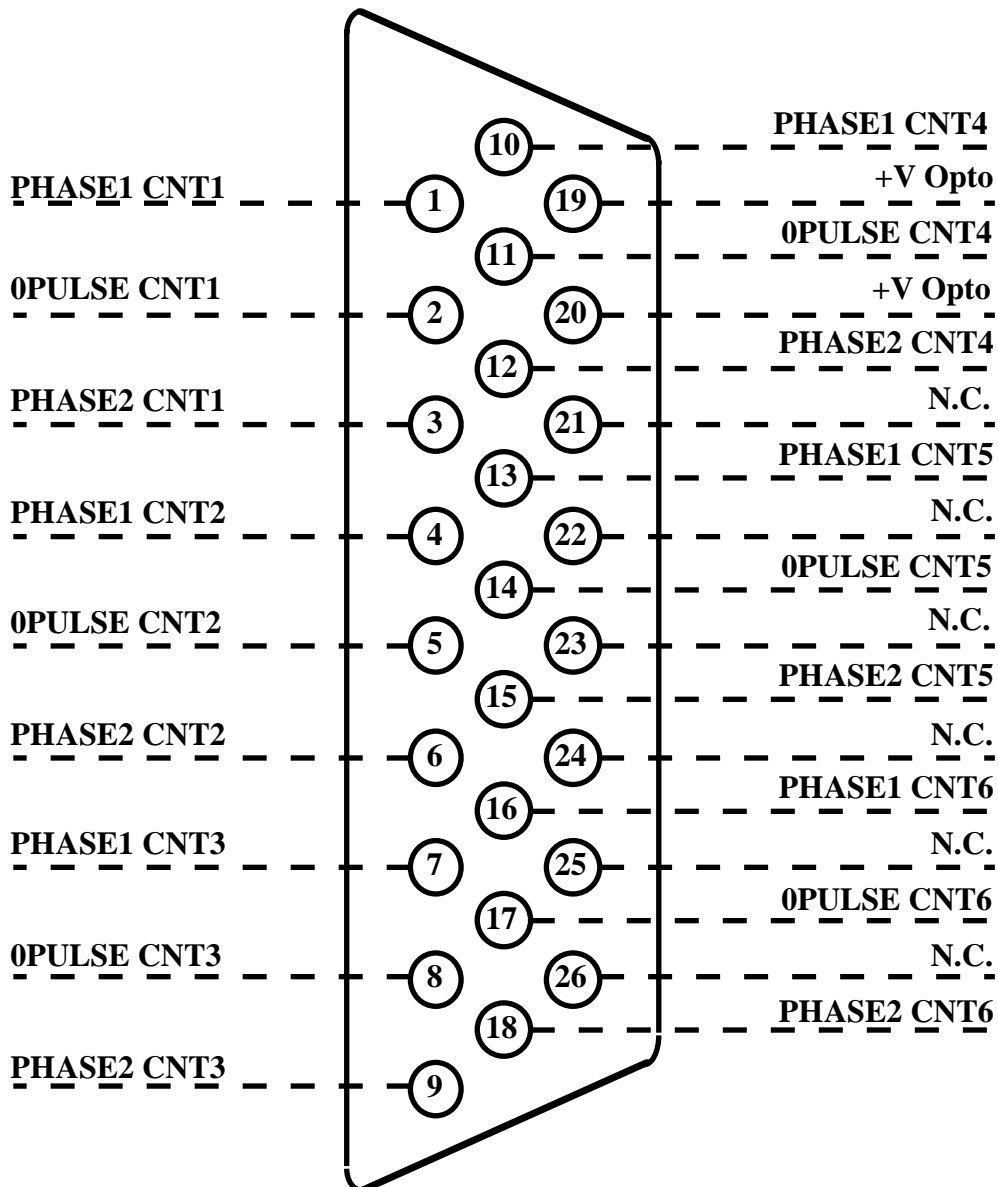 PHASE1 CNT4
10
+V Opto
PHASE1 CNT1
1
19
0PULSE CNT4
11
0PULSE CNT1
+V Opto
2
20
PHASE2 CNT4
12
PHASE2 CNT1
N.C.
3
21
PHASE1 CNT5
13
PHASE1 CNT2
N.C.
4
22
0PULSE CNT5
14
0PULSE CNT2
N.C.
5
23
PHASE2 CNT5
15
PHASE2 CNT2
N.C.
6
24
PHASE1 CNT6
16
PHASE1 CNT3
N.C.
7
25
0PULSE CNT6
17
0PULSE CNT3
N.C.
8
26
PHASE2 CNT6
18
PHASE2 CNT3
9